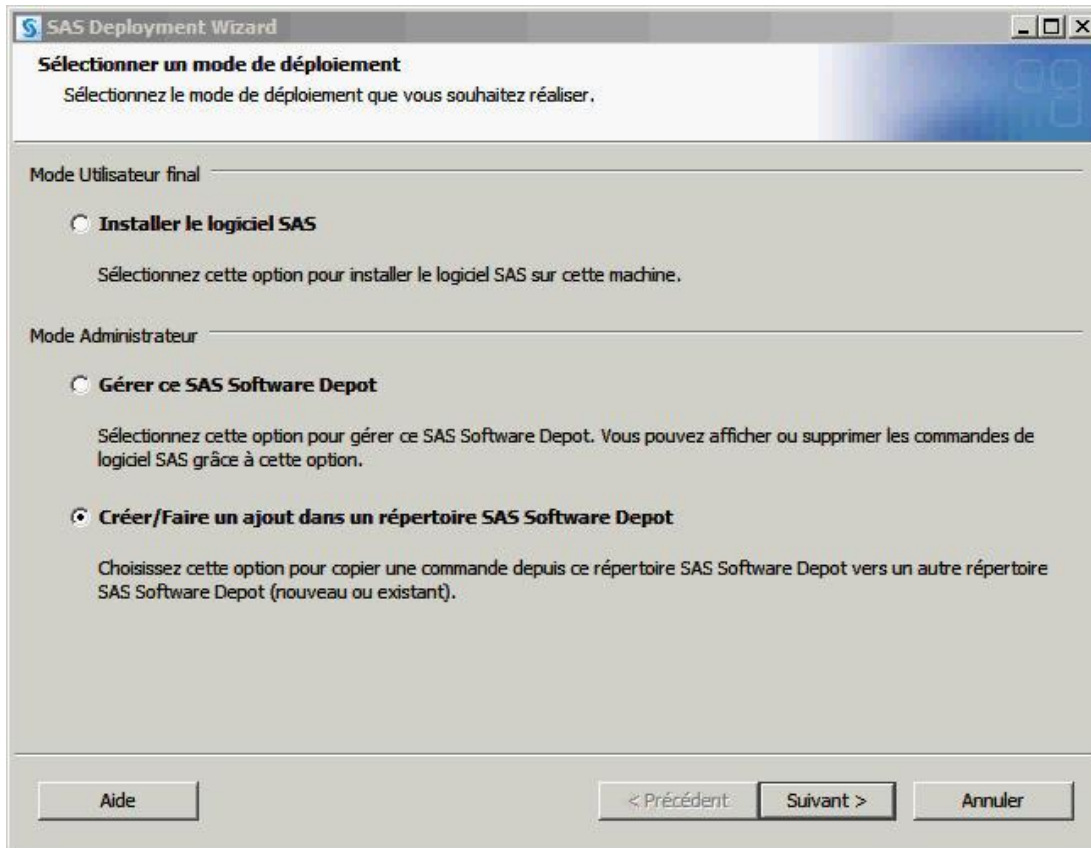 SAS Deployment Wizard
Sélectionner un mode de déploiement
Sélectionnez le mode de déploiement que vous souhaitez réaliser.
Mode Utilisateur final
Installer le logiciel SAS
Sélectionnez cette option pour installer le logiciel SAS sur cette machine.
Mode Administrateur
Gérer ce SAS Software Depot
Sélectionnez cette option pour gérer ce SAS Software Depot. Vous pouvez afficher ou supprimer les commandes de
logiciel SAS grâce à cette option.
Créer/Faire un ajout dans un répertoire SAS Software Depot
Choisissez cette option pour copier une commande depuis ce répertoire SAS Software Depot vers un autre répertoire
SAS Software Depot (nouveau ou existant).
Aide
< Précédent
Suivant >
Annuler